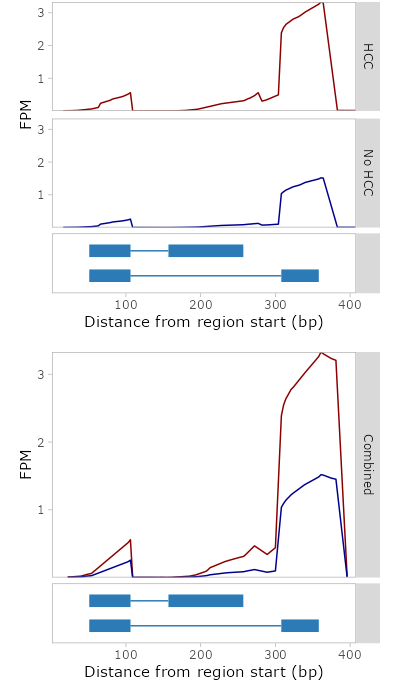 3
2
1
HCC
FPM
3
2
1
No HCC
100 200 300 400
Distance from region start (bp)
3
2
1
FPM
Combined
100 200 300 400
Distance from region start (bp)